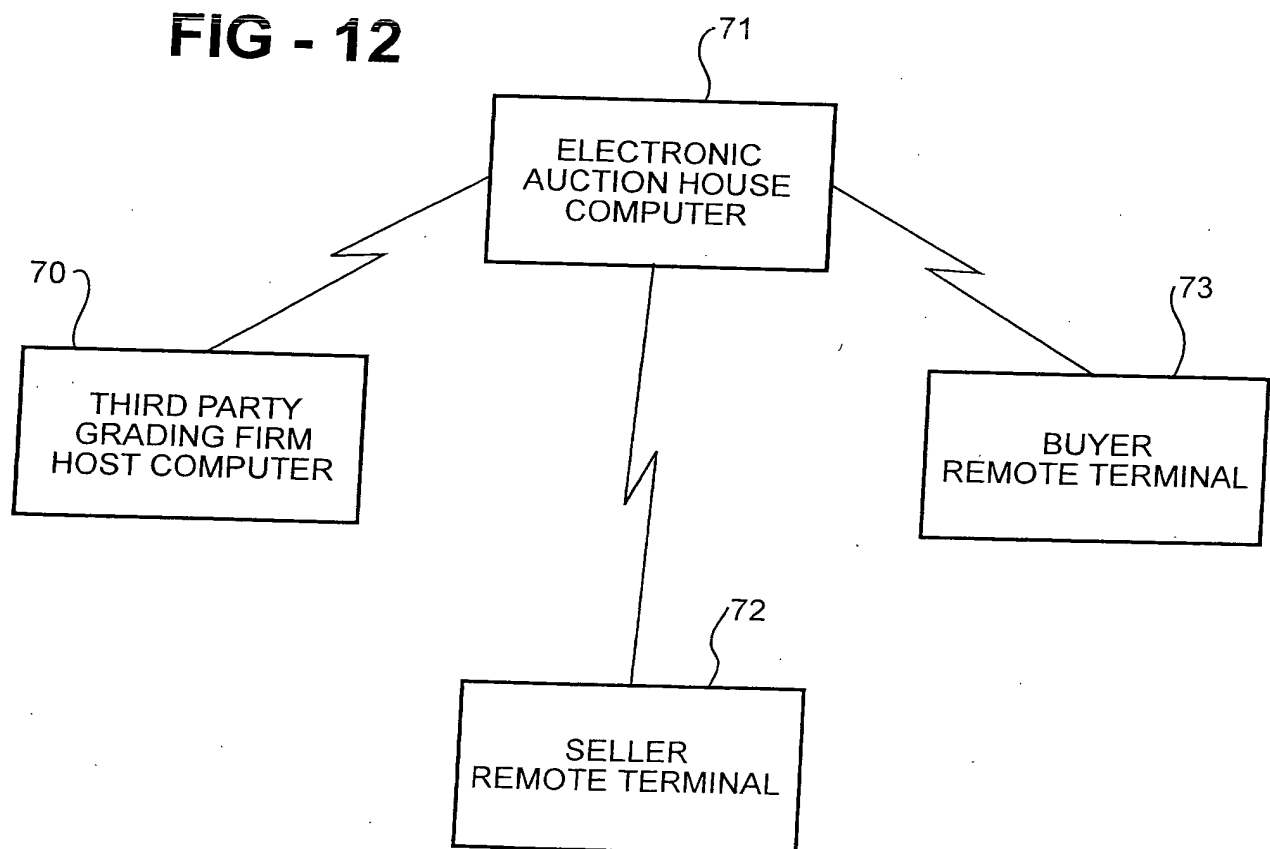 FIG - 12
71
ELECTRONIC
AUCTION HOUSE
COMPUTER
70
THIRD PARTY
GRADING FIRM
HOST COMPUTER
73
BUYER
REMOTE TERMINAL
72
SELLER
REMOTE TERMINAL